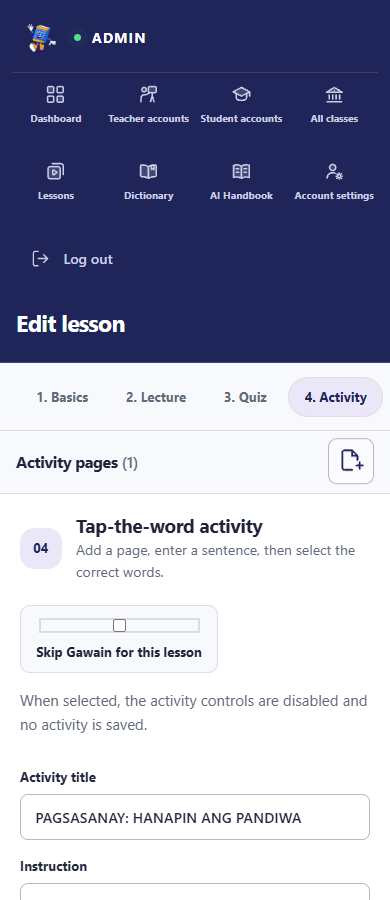 ADMIN
Dashboard
Teacher accounts
Student accounts
All classes
Lessons
Dictionary
AI Handbook
Account settings
Log out
Edit lesson
1. Basics
2. Lecture
3. Quiz
4. Activity
Activity pages (1)
04
Tap-the-word activity
Add a page, enter a sentence, then select the
correct words.
Skip Gawain for this lesson
When selected, the activity controls are disabled and
no activity is saved.
Activity title
PAGSASANAY: HANAPIN ANG PANDIWA
Instruction